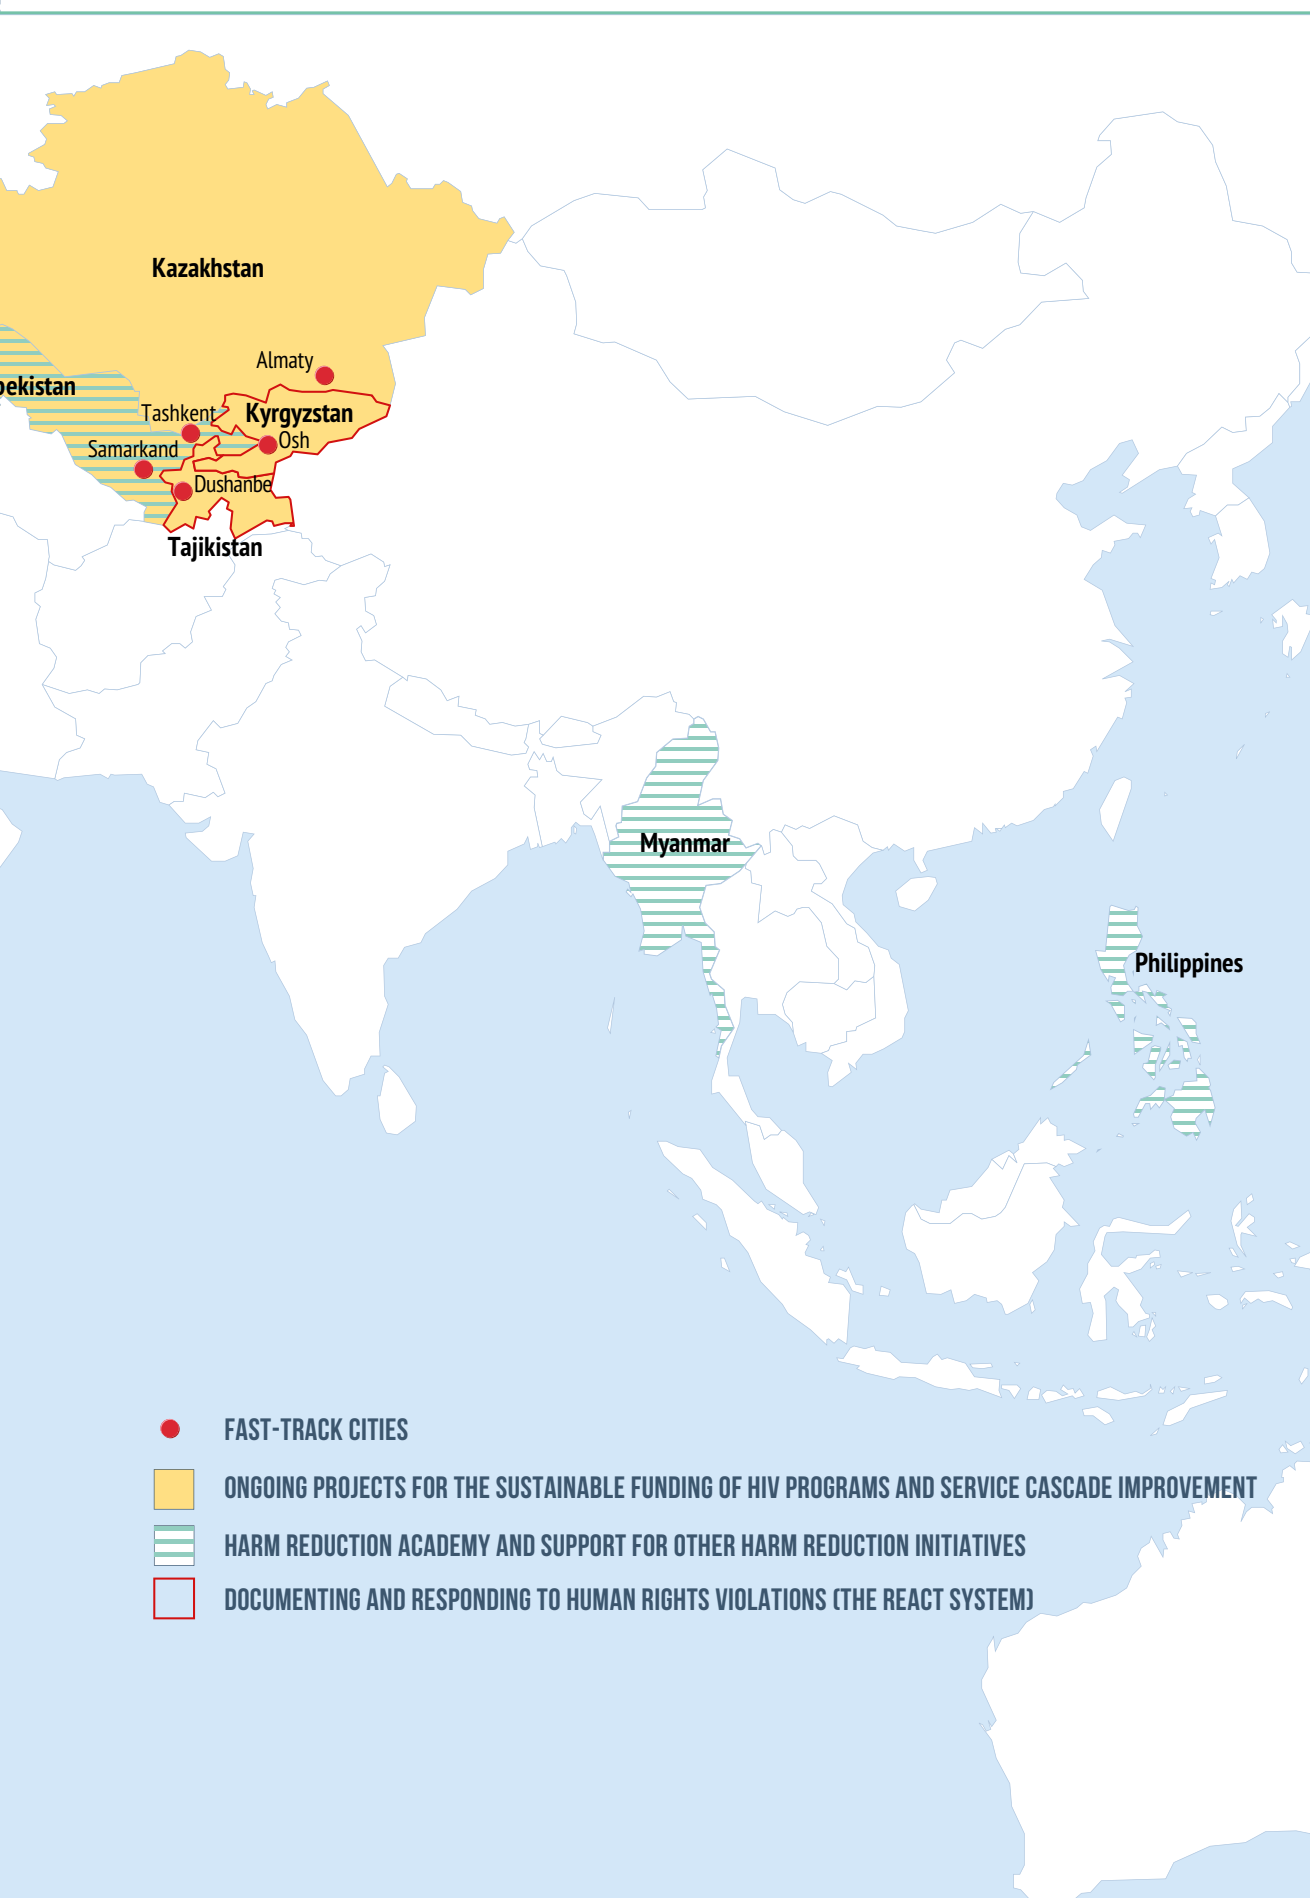 Kazakhstan
Almaty
bekistan
Tashkent
Kyrgyzstan
Osh
Samarkand
Dushanbe
Tajikistan
Myanmar
Philippines
FAST-TRACK CITIES
ONGOING PROJECTS FOR THE SUSTAINABLE FUNDING OF HIV PROGRAMS AND SERVICE CASCADE IMPROVEMENT
HARM REDUCTION ACADEMY AND SUPPORT FOR OTHER HARM REDUCTION INITIATIVES
DOCUMENTING AND RESPONDING TO HUMAN RIGHTS VIOLATIONS (THE REACT SYSTEM)